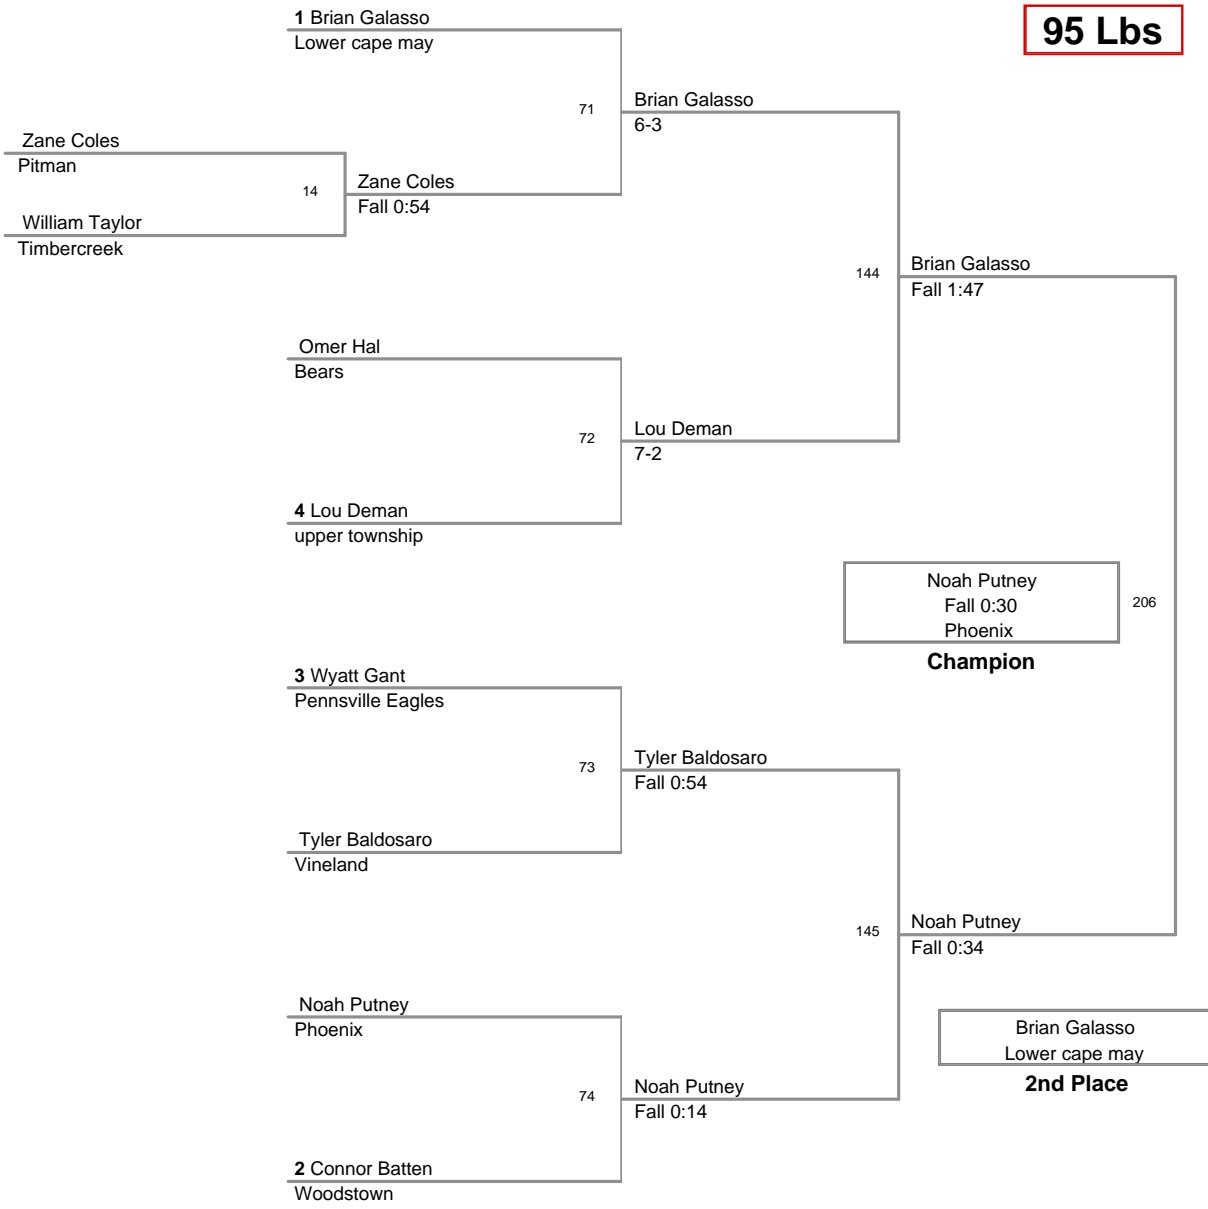 1 Brian Galasso
95 Lbs
Lower cape may
71
Brian Galasso
6-3
Zane Coles
Pitman
14
Zane Coles
Fall 0:54
William Taylor
Timbercreek
144
Brian Galasso
Fall 1:47
Omer Hal
Bears
72
Lou Deman
7-2
4 Lou Deman
upper township
Noah Putney
Fall 0:30
Phoenix
206
Champion
3 Wyatt Gant
Pennsville Eagles
73
Tyler Baldosaro
Fall 0:54
Tyler Baldosaro
Vineland
145
Noah Putney
Fall 0:34
Noah Putney
Phoenix
Brian Galasso
Lower cape may
2nd Place
74
Noah Putney
Fall 0:14
2 Connor Batten
Woodstown